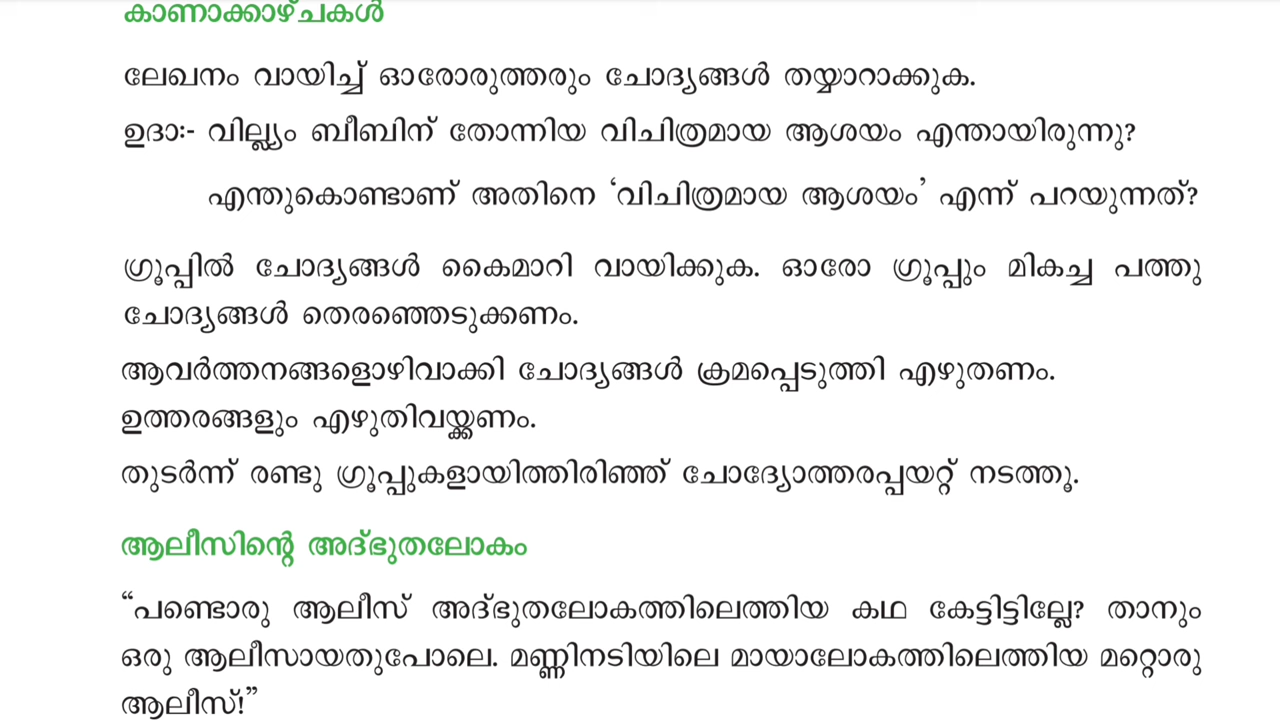 കാണാക്കാഴ്ചകൾ
ലേഖനം വായിച്ച് ഓരോരുത്തരും ചോദ്യങ്ങൾ തയ്യാറാക്കുക.
ഉദാഃ- വില്ല്യം ബീബിന് തോന്നിയ വിചിത്രമായ ആശയം എന്തായിരുന്നു?
എന്തുകൊണ്ടാണ് അതിനെ ‘വിചിത്രമായ ആശയം’ എന്ന് പറയുന്നത്?
ഗ്രൂപ്പിൽ ചോദ്യങ്ങൾ കൈമാറി വായിക്കുക. ഓരോ ഗ്രൂപ്പും മികച്ച പത്തു
ചോദ്യങ്ങൾ തെരഞ്ഞെടുക്കണം.
ആവർത്തനങ്ങളൊഴിവാക്കി ചോദ്യങ്ങൾ ക്രമപ്പെടുത്തി എഴുതണം.
ഉത്തരങ്ങളും എഴുതിവയ്ക്കണം.
തുടർന്ന് രണ്ടു ഗ്രൂപ്പുകളായിത്തിരിഞ്ഞ് ചോദ്യോത്തരപ്പയറ്റ് നടത്തൂ.
ആലീസിന്റെ അദ്ഭുതലോകം
“പണ്ടൊരു ആലീസ് അദ്ഭുതലോകത്തിലെത്തിയ കഥ കേട്ടിട്ടില്ലേ? താനും
ഒരു ആലീസായതുപോലെ. മണ്ണിനടിയിലെ മായാലോകത്തിലെത്തിയ മറ്റൊരു
ആലീസ്!”